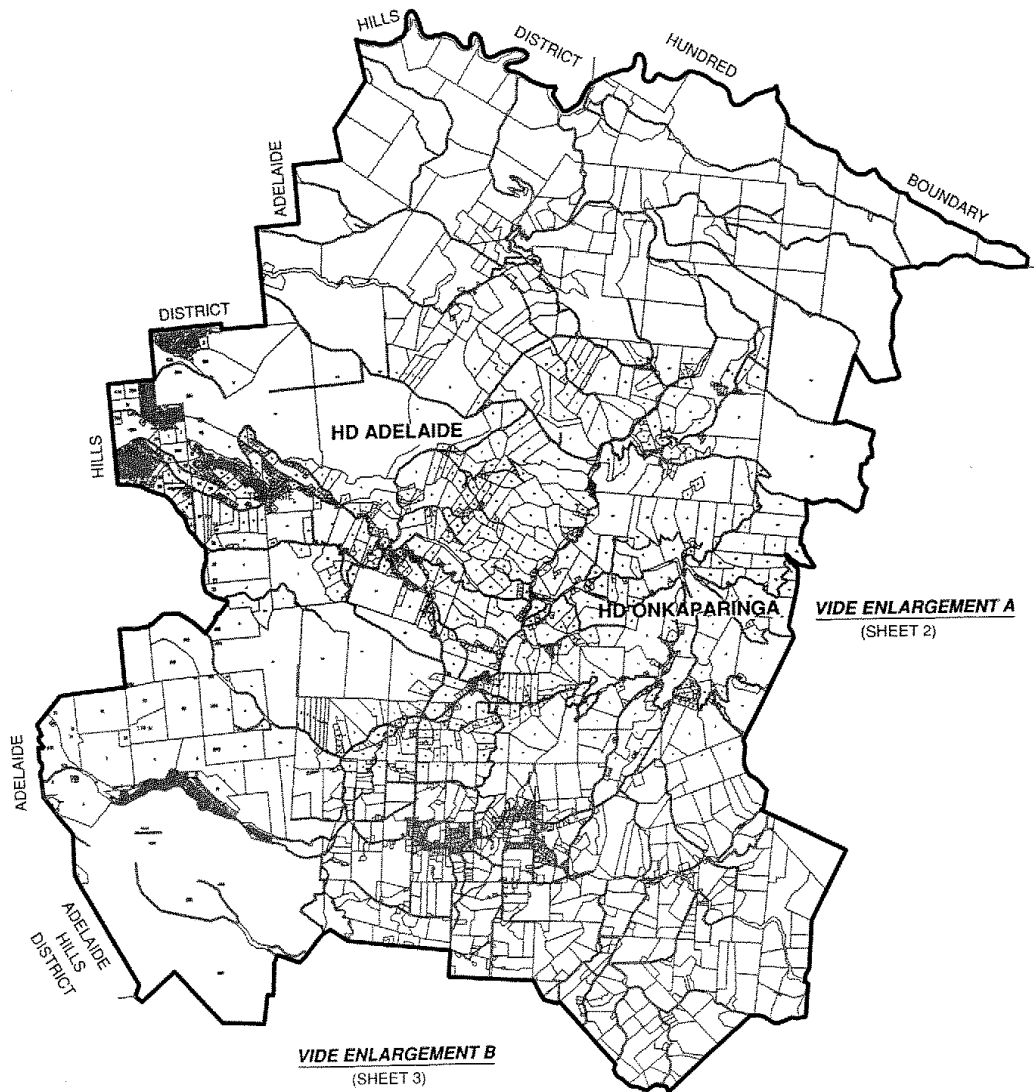 HILLS
DISTRICT
HUNDRED
BOUNDARY
ADELAIDE
DISTRICT
HILLS
HD ADELAIDE
HD ONKAPARINGA
VIDE ENLARGEMENT A
(SHEET 2)
ADELAIDE
ADELAIDE
HILLS
DISTRICT
VIDE ENLARGEMENT B
(SHEET 3)